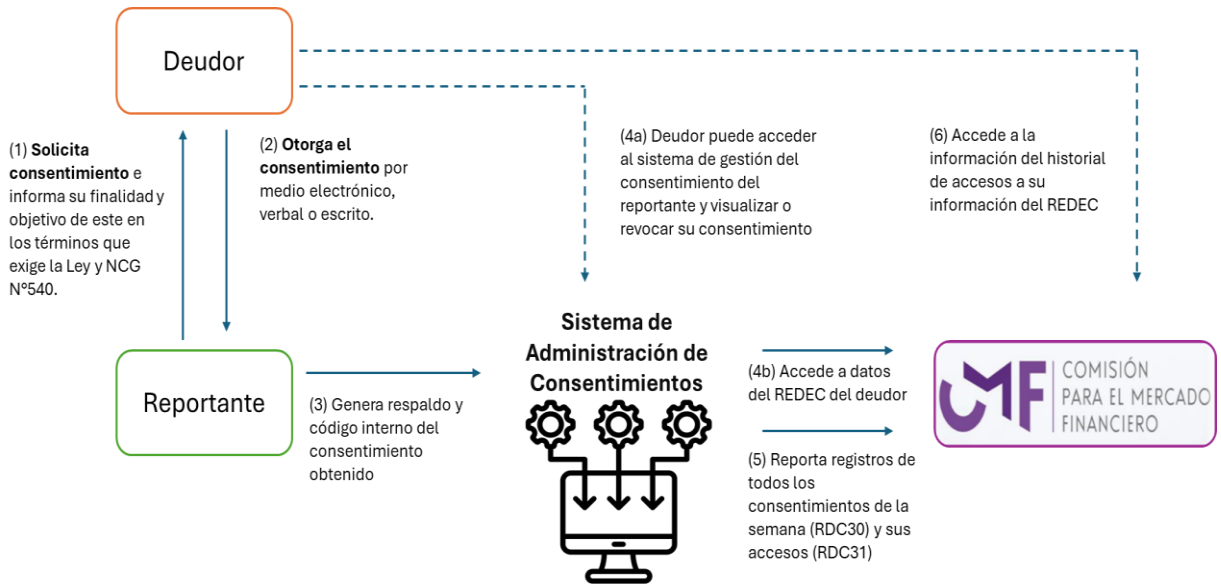 Deudor
(1) Solicita
consentimiento e
informa su finalidad y
objetivo de este en
los términos que
exige la Ley y NCG
N°540.
(2) Otorga el
consentimiento por
medio electrónico,
verbal o escrito.
(4a) Deudor puede acceder
al sistema de gestión del
consentimiento del
reportante y visualizar o
revocar su consentimiento
(6) Accede a la
información del historial
de accesos a su
información del REDEC
Reportante
(3) Genera respaldo y
código interno del
consentimiento
obtenido
Sistema de
Administración de
Consentimientos
(4b) Accede a datos
del REDEC del deudor
(5) Reporta registros de
todos los
consentimientos de la
semana (RDC30) y sus
accesos (RDC31)
CMF
COMISIÓN
PARA EL MERCADO
FINANCIERO